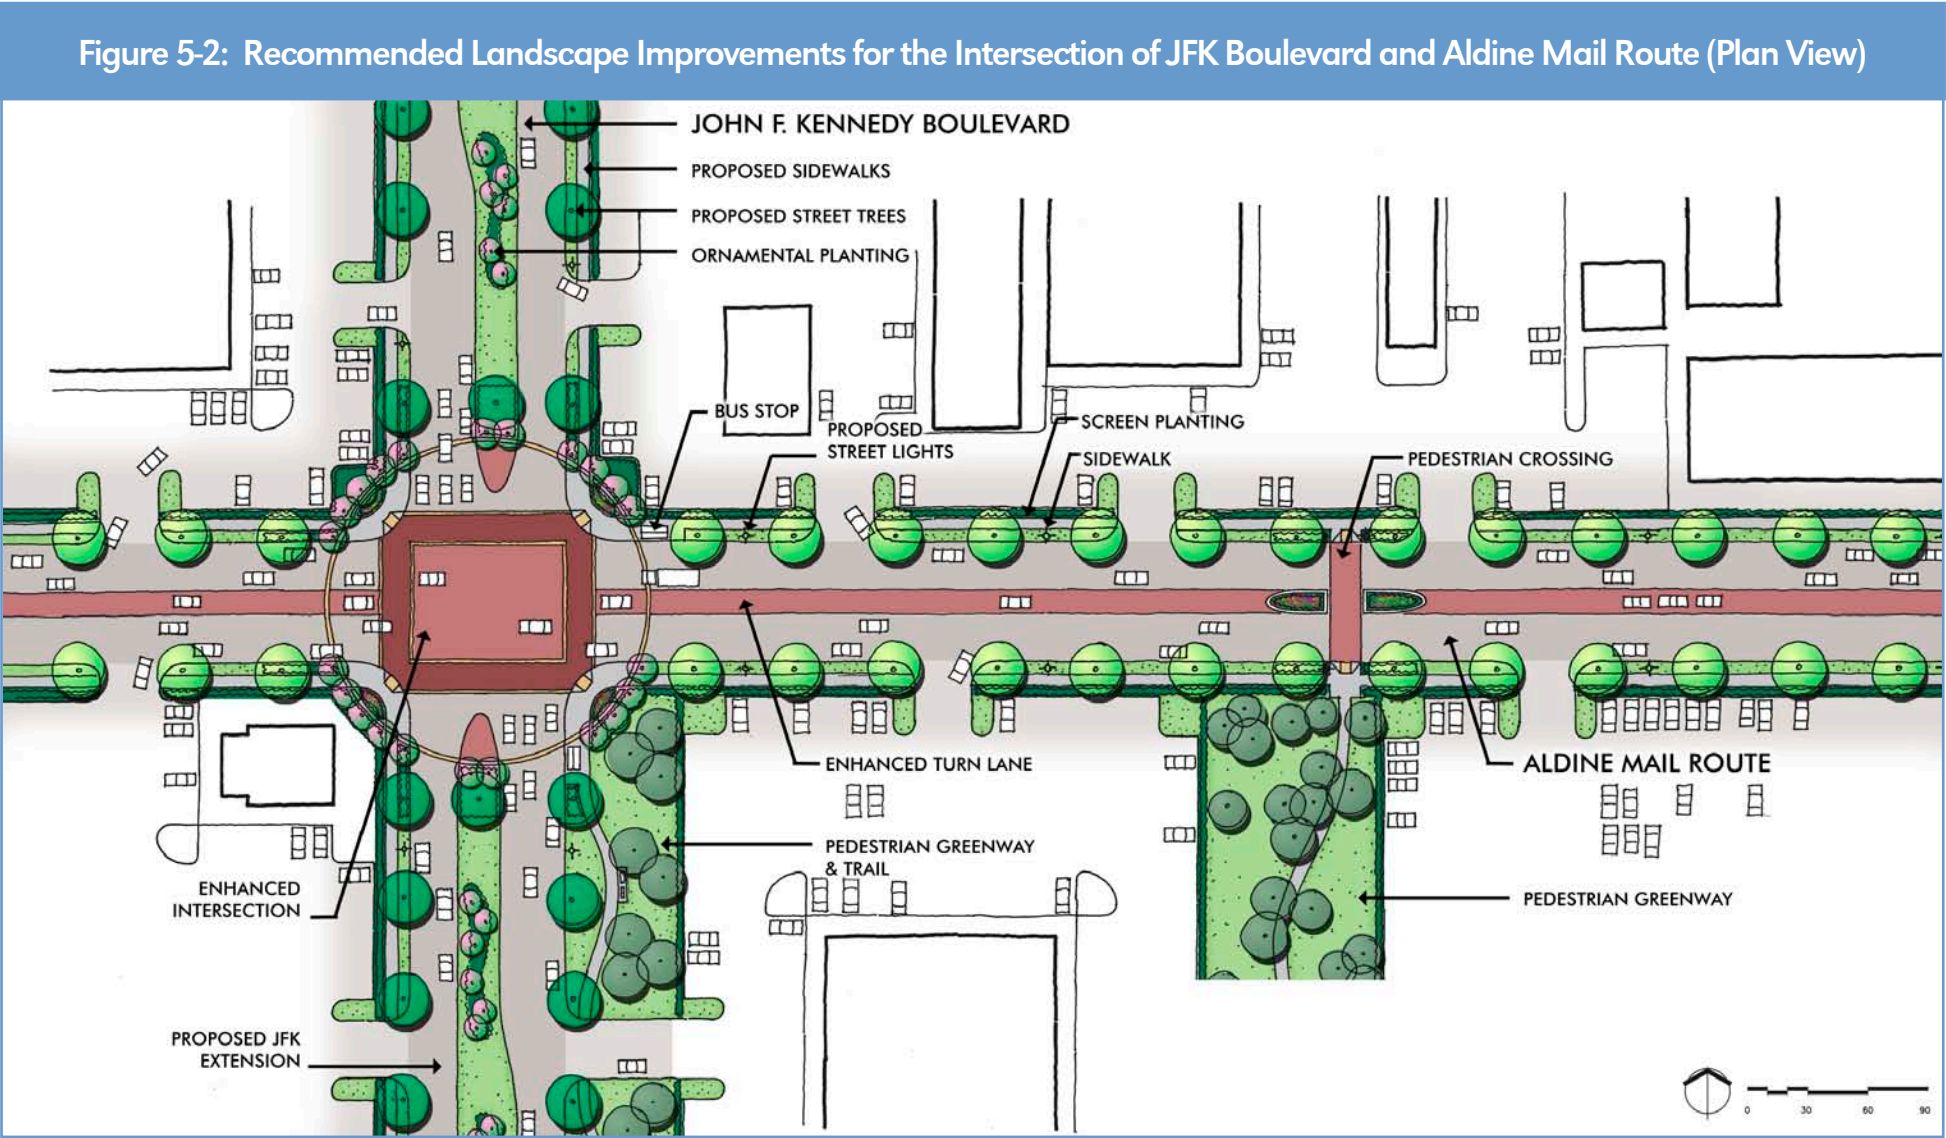 Figure 5-2: Recommended Landscape Improvements for the Intersection of JFK Boulevard and Aldine Mail Route (Plan View)
JOHN F. KENNEDY BOULEVARD
PROPOSED SIDEWALKS
PROPOSED STREET TREES
ORNAMENTAL PLANTING
BUS STOP
PROPOSED
STREET LIGHTS
SCREEN PLANTING
SIDEWALK
PEDESTRIAN CROSSING
ENHANCED TURN LANE
ALDINE MAIL ROUTE
PEDESTRIAN GREENWAY
& TRAIL
ENHANCED
INTERSECTION
PEDESTRIAN GREENWAY
PROPOSED JFK
EXTENSION
0 30 60 90